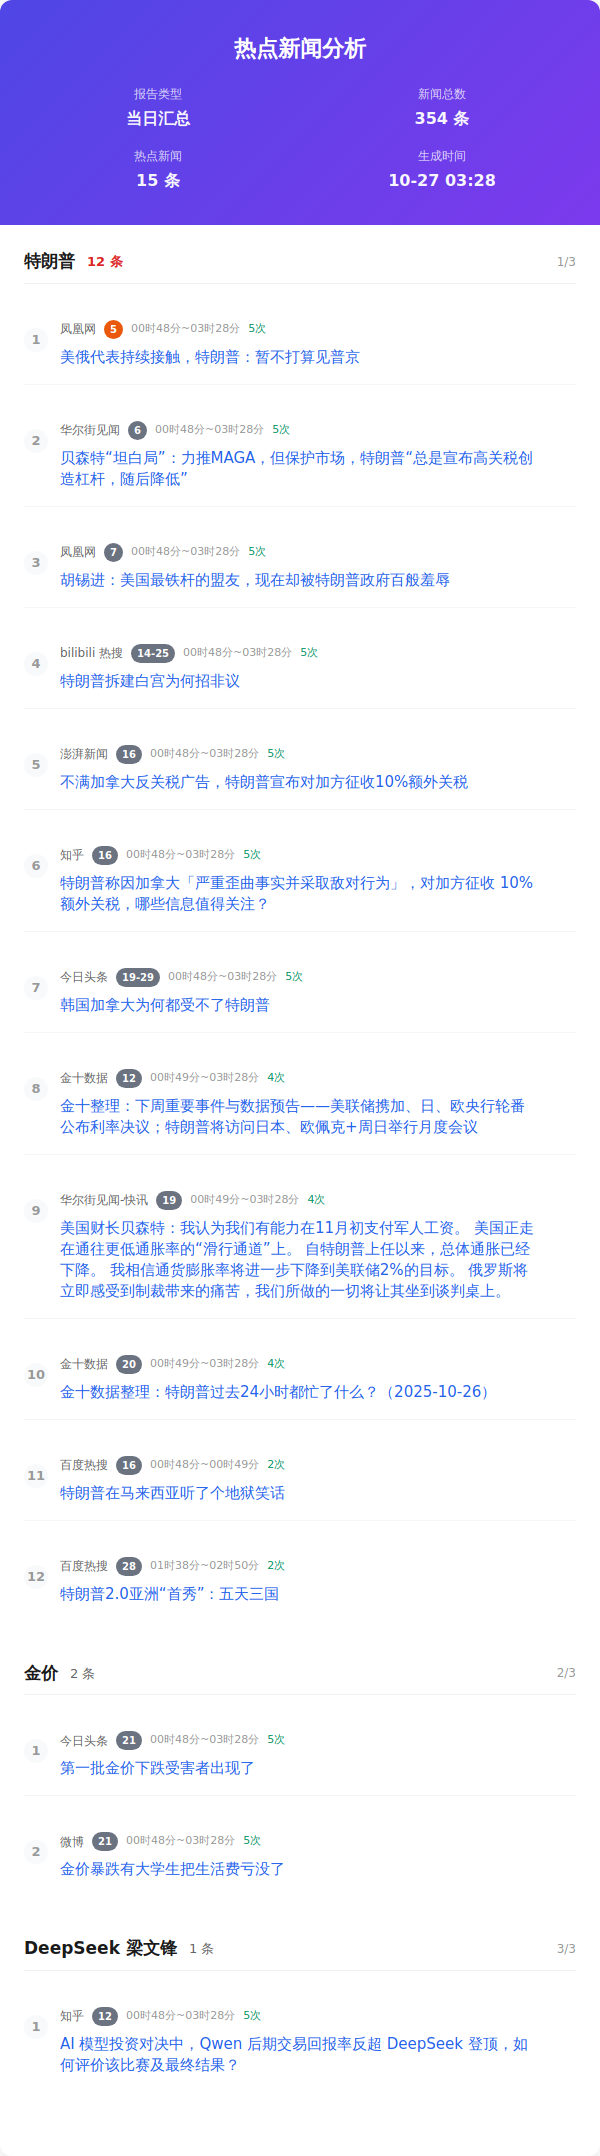 热点新闻分析
报告类型
新闻总数
当日汇总
354 条
热点新闻
生成时间
15 条
10-27 03:28
特朗普 12 条 1/3
1
凤凰网 5 00时48分~03时28分 5次
美俄代表持续接触，特朗普：暂不打算见普京
2
华尔街见闻 6 00时48分~03时28分 5次
贝森特“坦白局”：力推MAGA，但保护市场，特朗普“总是宣布高关税创
造杠杆，随后降低”
3
凤凰网 7 00时48分~03时28分 5次
胡锡进：美国最铁杆的盟友，现在却被特朗普政府百般羞辱
4
bilibili 热搜 14-25 00时48分~03时28分 5次
特朗普拆建白宫为何招非议
5
澎湃新闻 16 00时48分~03时28分 5次
不满加拿大反关税广告，特朗普宣布对加方征收10%额外关税
6
知乎 16 00时48分~03时28分 5次
特朗普称因加拿大「严重歪曲事实并采取敌对行为」，对加方征收 10%
额外关税，哪些信息值得关注？
7
今日头条 19-29 00时48分~03时28分 5次
韩国加拿大为何都受不了特朗普
8
金十数据 12 00时49分~03时28分 4次
金十整理：下周重要事件与数据预告——美联储携加、日、欧央行轮番
公布利率决议；特朗普将访问日本、欧佩克+周日举行月度会议
9
华尔街见闻-快讯 19 00时49分~03时28分 4次
美国财长贝森特：我认为我们有能力在11月初支付军人工资。 美国正走
在通往更低通胀率的“滑行通道”上。 自特朗普上任以来，总体通胀已经
下降。 我相信通货膨胀率将进一步下降到美联储2%的目标。 俄罗斯将
立即感受到制裁带来的痛苦，我们所做的一切将让其坐到谈判桌上。
10
金十数据 20 00时49分~03时28分 4次
金十数据整理：特朗普过去24小时都忙了什么？（2025-10-26）
11
百度热搜 16 00时48分~00时49分 2次
特朗普在马来西亚听了个地狱笑话
12
百度热搜 28 01时38分~02时50分 2次
特朗普2.0亚洲“首秀”：五天三国
金价 2 条 2/3
1
今日头条 21 00时48分~03时28分 5次
第一批金价下跌受害者出现了
2
微博 21 00时48分~03时28分 5次
金价暴跌有大学生把生活费亏没了
DeepSeek 梁文锋 1 条 3/3
1
知乎 12 00时48分~03时28分 5次
AI 模型投资对决中，Qwen 后期交易回报率反超 DeepSeek 登顶，如
何评价该比赛及最终结果？